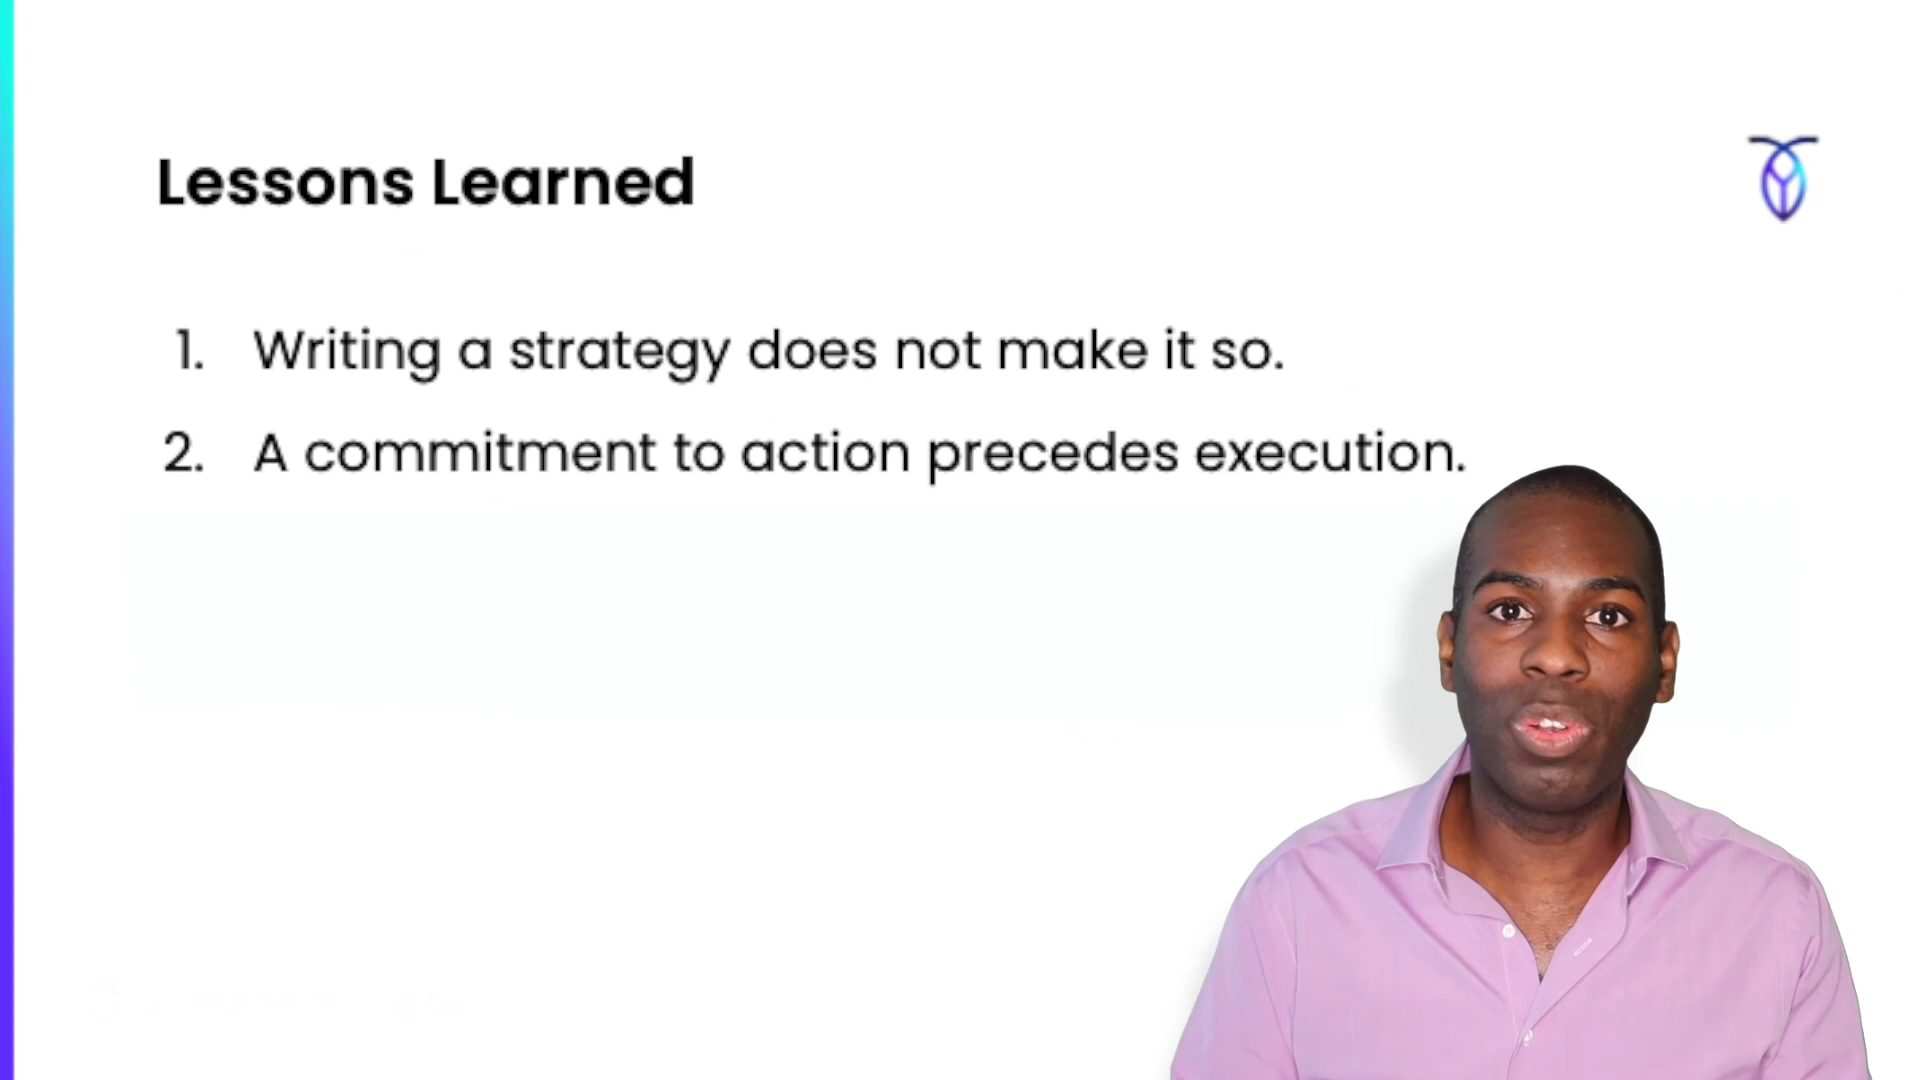 Lessons Learned
1. Writing a strategy does not make it so.
2. A commitment to action precedes execution.